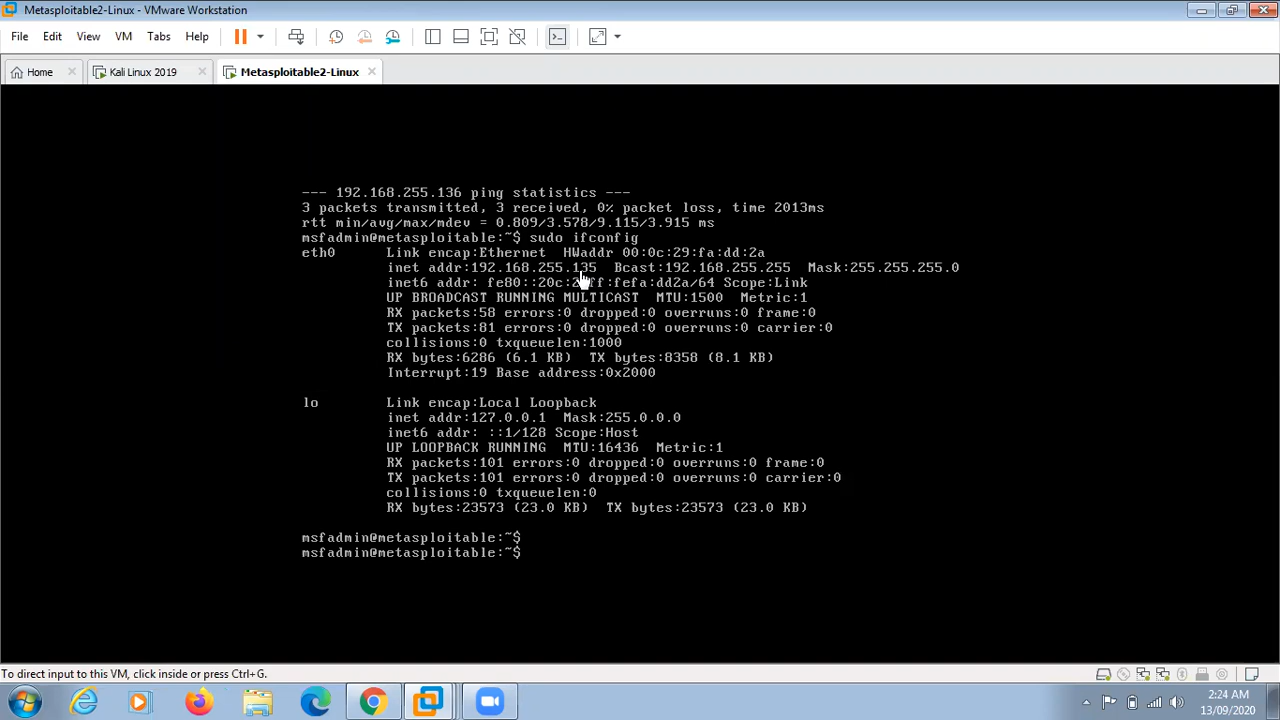 Metasploitable2-Linux - VMware Workstation
File Edit View VM Tabs Help
Home Kali Linux 2019 Metasploitable2-Linux
--- 192.168.255.136 ping statistics ---
3 packets transmitted, 3 received, 0% packet loss, time 2013ms
rtt min/avg/max/mdev = 0.809/3.578/9.115/3.915 ms
msfadmin@metasploitable:~$ sudo ifconfig
eth0 Link encap:Ethernet HWaddr 00:0c:29:fa:dd:2a
inet addr:192.168.255.135 Bcast:192.168.255.255 Mask:255.255.255.0
inet6 addr: fe80::20c:29ff:fefa:dd2a/64 Scope:Link
UP BROADCAST RUNNING MULTICAST MTU:1500 Metric:1
RX packets:58 errors:0 dropped:0 overruns:0 frame:0
TX packets:81 errors:0 dropped:0 overruns:0 carrier:0
collisions:0 txqueuelen:1000
RX bytes:6286 (6.1 KB) TX bytes:8358 (8.1 KB)
Interrupt:19 Base address:0x2000
lo Link encap:Local Loopback
inet addr:127.0.0.1 Mask:255.0.0.0
inet6 addr: ::1/128 Scope:Host
UP LOOPBACK RUNNING MTU:16436 Metric:1
RX packets:101 errors:0 dropped:0 overruns:0 frame:0
TX packets:101 errors:0 dropped:0 overruns:0 carrier:0
collisions:0 txqueuelen:0
RX bytes:23573 (23.0 KB) TX bytes:23573 (23.0 KB)
msfadmin@metasploitable:~$
msfadmin@metasploitable:~$
To direct input to this VM, click inside or press Ctrl+G.
2:24 AM
13/09/2020